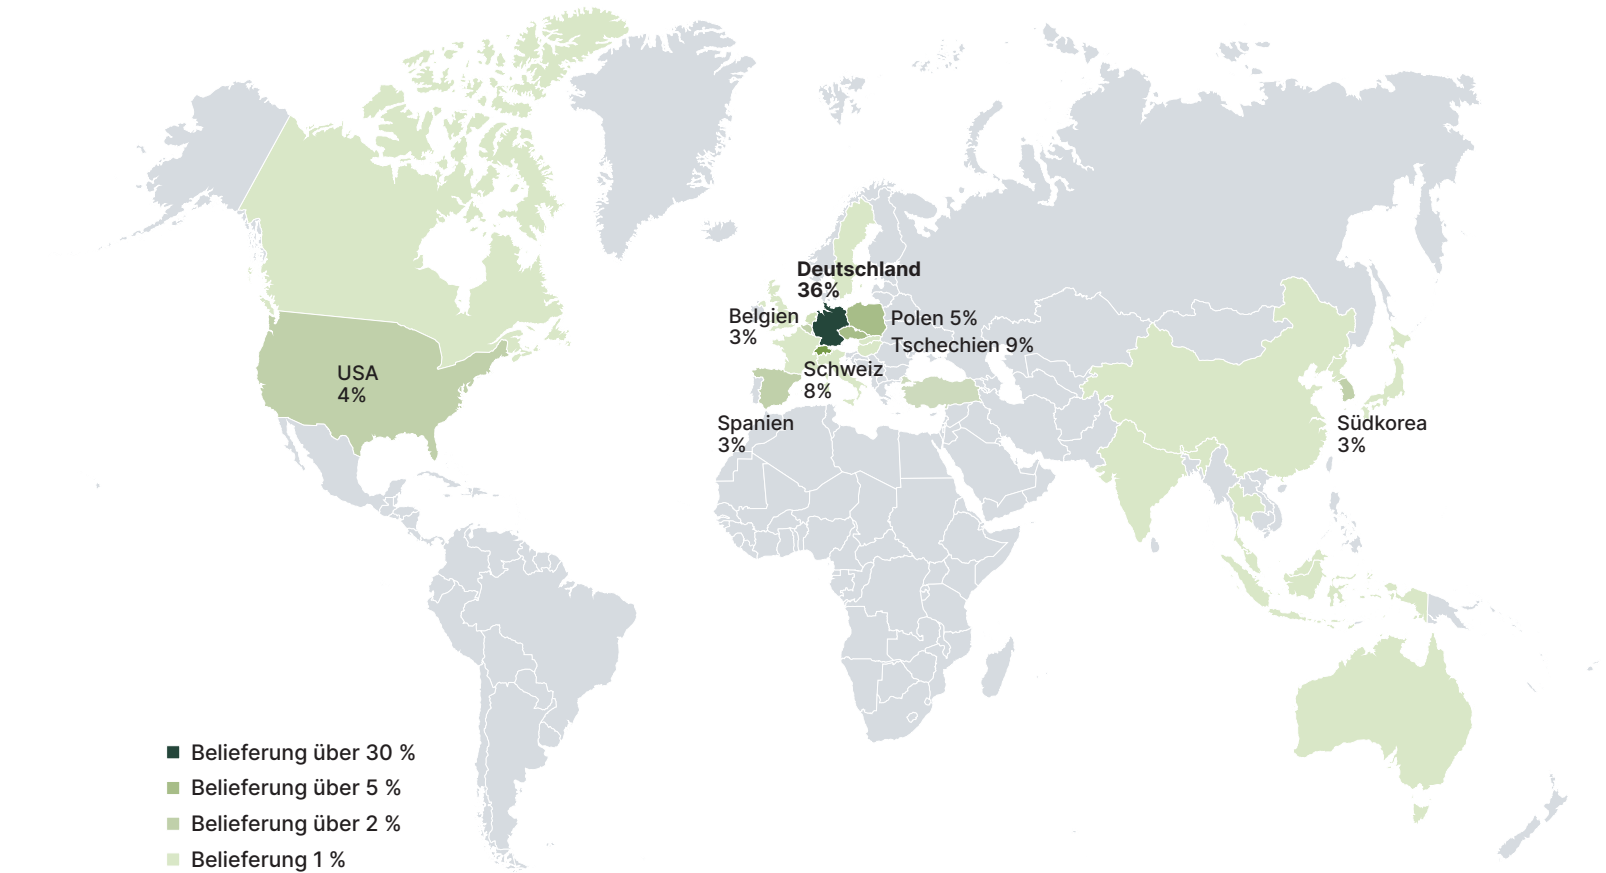 Deutschland
36%
Belgien
3%
Polen 5%
Tschechien 9%
Schweiz
8%
USA
4%
Spanien
3%
Südkorea
3%
Belieferung über 30 %
Belieferung über 5 %
Belieferung über 2 %
Belieferung 1 %